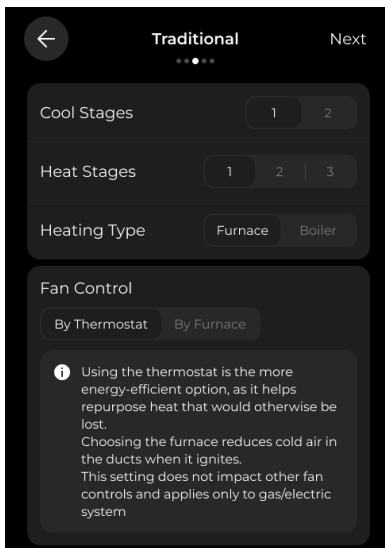 Traditional Next
Cool Stages 1 2
Heat Stages 1 2 3
Heating Type Furnace Boiler
Fan Control
By Thermostat By Furnace
Using the thermostat is the more
energy-efficient option, as it helps
repurpose heat that would otherwise be
lost.
Choosing the furnace reduces cold air in
the ducts when it ignites.
This setting does not impact other fan
controls and applies only to gas/electric
system